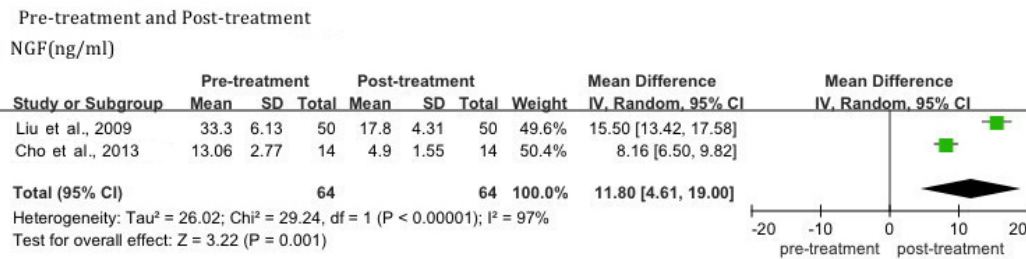 Pre-treatment and Post-treatment
NGF(ng/ml)
Pre-treatment Post-treatment Mean Difference Mean Difference
Study or Subgroup Mean SD Total Mean SD Total Weight IV, Random, 95% CI IV, Random, 95% CI
Liu et al., 2009 33.3 6.13 50 17.8 4.31 50 49.6% 15.50 [13.42, 17.58]
Cho et al., 2013 13.06 2.77 14 4.9 1.55 14 50.4% 8.16 [6.50, 9.82]
Total (95% CI) 64 64 100.0% 11.80 [4.61, 19.00]
Heterogeneity: Tau² = 26.02; Chi² = 29.24, df = 1 (P < 0.00001); I² = 97%
Test for overall effect: Z = 3.22 (P = 0.001)
-20 -10 0 10 20
pre-treatment post-treatment